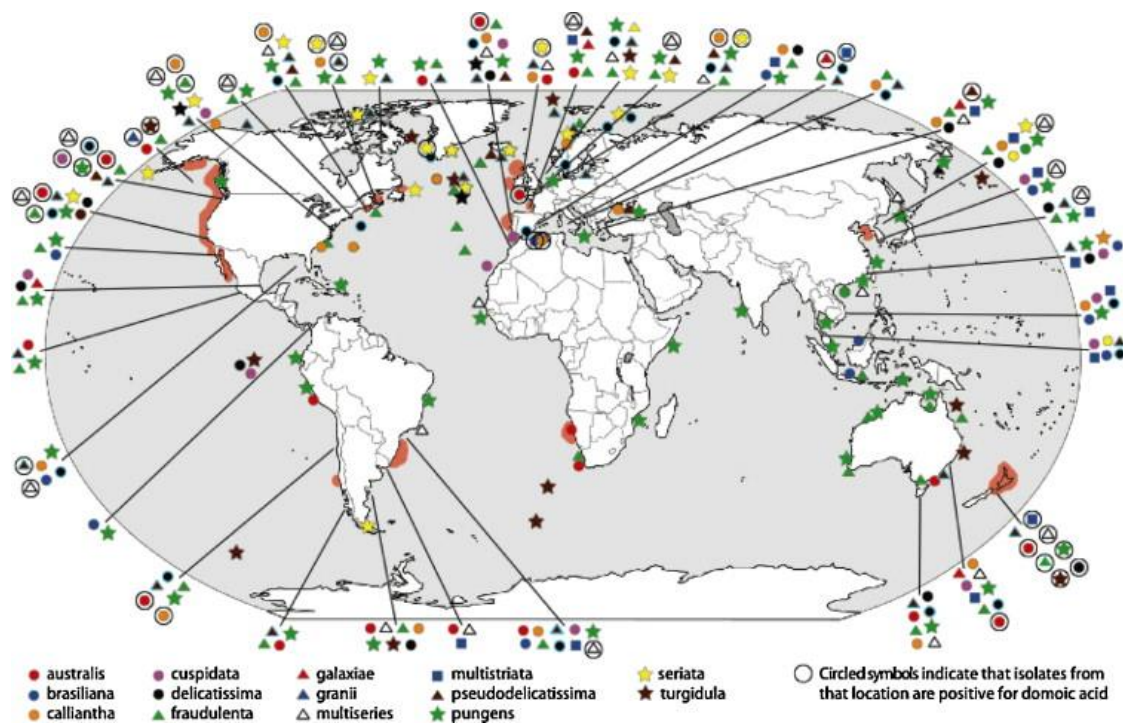 australis cuspidata galaxiae multistriata seriata Circled symbols indicate that isolates from
brasiliana delicatissima granii pseudodelicatissima turgidula that location are positive for domoic acid
calliantha fraudulenta multiseries pungens